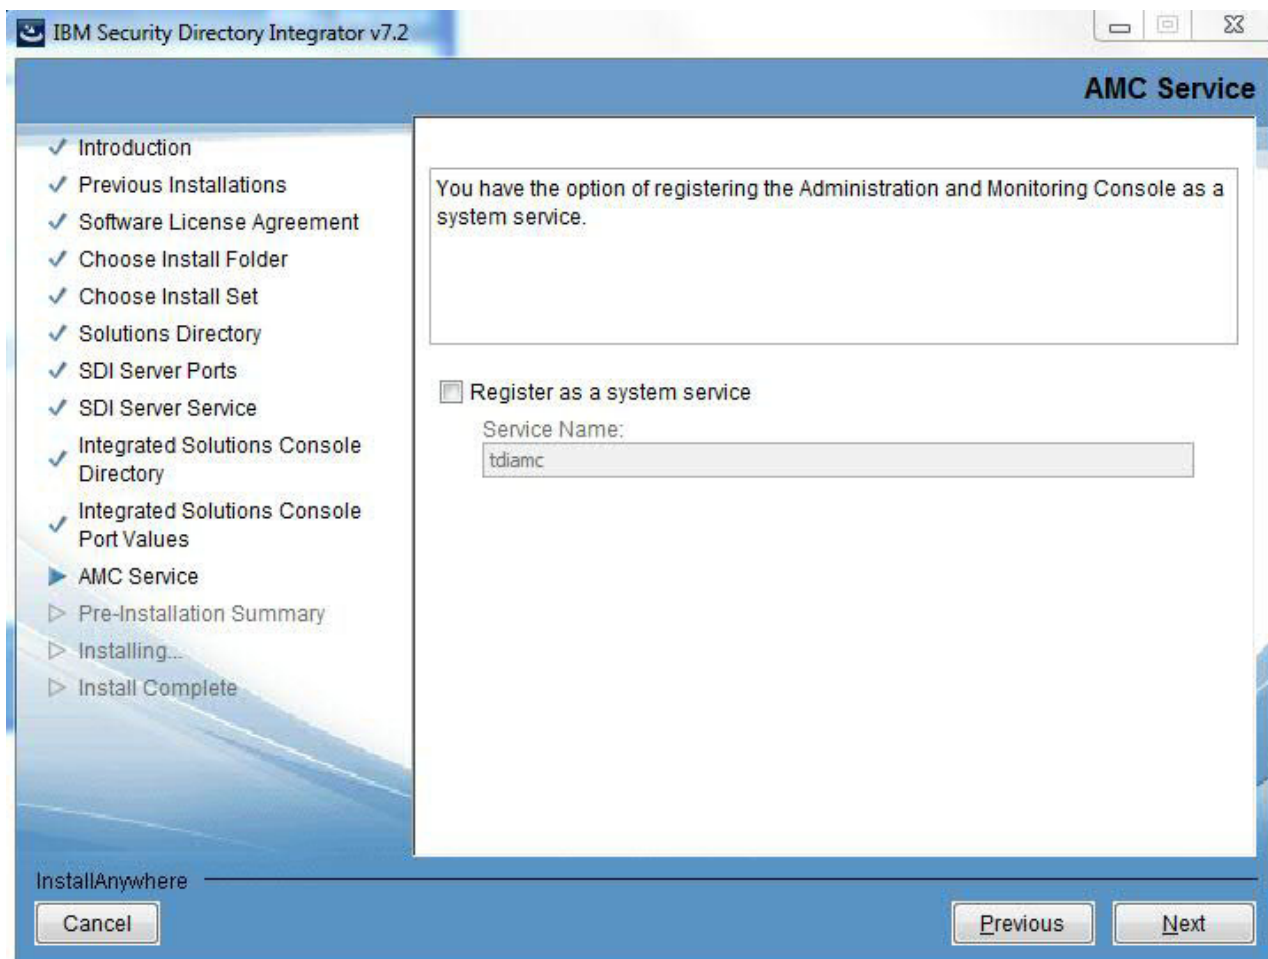 IBM Security Directory Integrator v7.2
AMC Service
Introduction
Previous Installations
Software License Agreement
Choose Install Folder
Choose Install Set
Solutions Directory
SDI Server Ports
SDI Server Service
Integrated Solutions Console
Directory
Integrated Solutions Console
Port Values
AMC Service
Pre-Installation Summary
Installing...
Install Complete
You have the option of registering the Administration and Monitoring Console as a
system service.
Register as a system service
Service Name:
tdiamc
InstallAnywhere
Cancel
Previous
Next